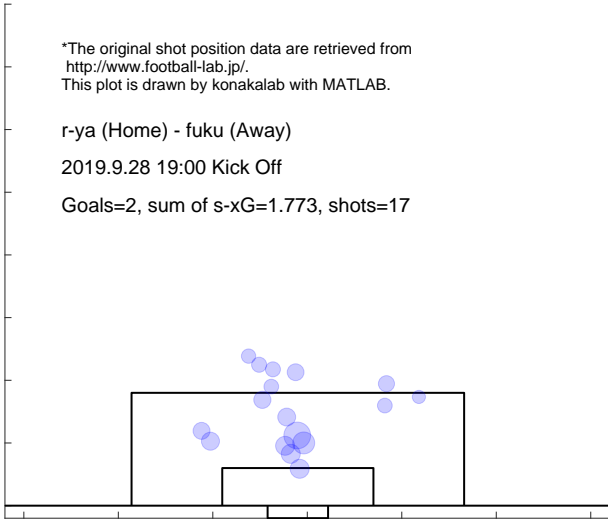 *The original shot position data are retrieved from
http://www.football-lab.jp/.
This plot is drawn by konakalab with MATLAB.
r-ya (Home) - fuku (Away)
2019.9.28 19:00 Kick Off
Goals=2, sum of s-xG=1.773, shots=17